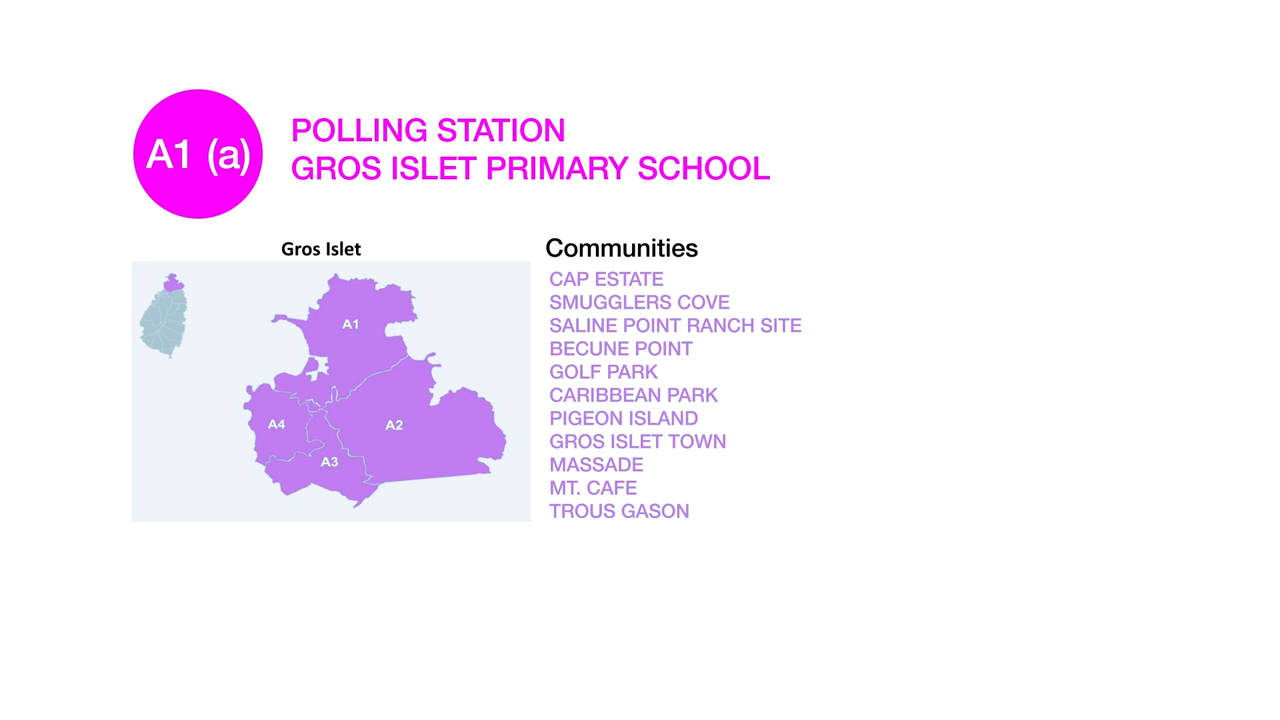 A1 (a)
POLLING STATION
GROS ISLET PRIMARY SCHOOL
Gros Islet
A1
A4
A2
A3
Communities
CAP ESTATE
SMUGGLERS COVE
SALINE POINT RANCH SITE
BECUNE POINT
GOLF PARK
CARIBBEAN PARK
PIGEON ISLAND
GROS ISLET TOWN
MASSADE
MT. CAFE
TROUS GASON